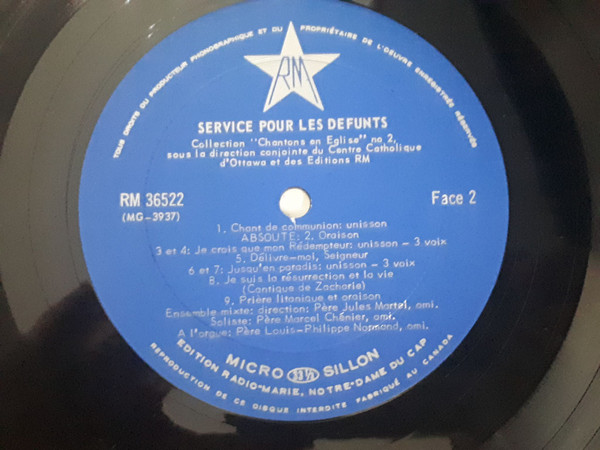 TOUS DROITS DU PRODUCTEUR PHONOGRAPHIQUE ET DU PROPRIÉTAIRE DE L'OEUVRE ENREGISTRÉE RÉSERVÉS
RM
SERVICE POUR LES DEFUNTS
Collection "Chantons en Eglise" no 2,
sous la direction conjointe du Centre Catholique
d'Ottawa et des Editions RM
RM 36522
(MG-3937)
Face 2
1. Chant de communion: unisson
ABSOUTE: 2. Oraison
3 et 4: Je crois que mon Rédempteur: unisson - 3 voix
5. Délivre-moi, Seigneur
6 et 7: Jusqu'en paradis: unisson - 3 voix
8. Je suis la résurrection et la vie
(Cantique de Zacharie)
9. Prière litanique et oraison
Ensemble mixte: direction: Père Jules Martel, omi.
Soliste: Père Marcel Chénier, omi.
A l'orgue: Père Louis-Philippe Normand, omi.
MICRO 33⅓ SILLON
EDITION RADIO-MARIE, NOTRE-DAME DU CAP
REPRODUCTION DE CE DISQUE INTERDITE FABRIQUÉ AU CANADA